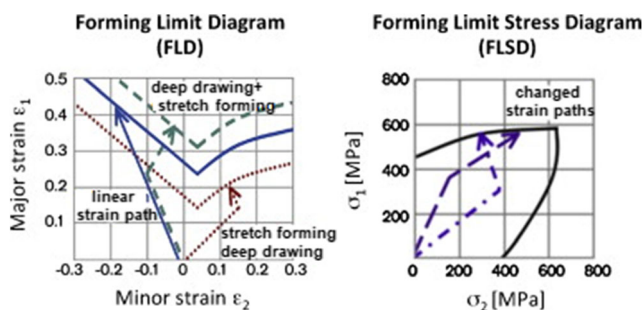 Forming Limit Diagram
(FLD)
Major strain ε₁
0.5
0.4
0.3
0.2
0.1
deep drawing+
stretch forming
linear
strain path
stretch forming
deep drawing
-0.3 -0.2 -0.1 0 0.1 0.2 0.3
Minor strain ε₂
Forming Limit Stress Diagram
(FLSD)
σ₁ [MPa]
800
600
400
200
changed
strain paths
0 200 400 600 800
σ₂ [MPa]